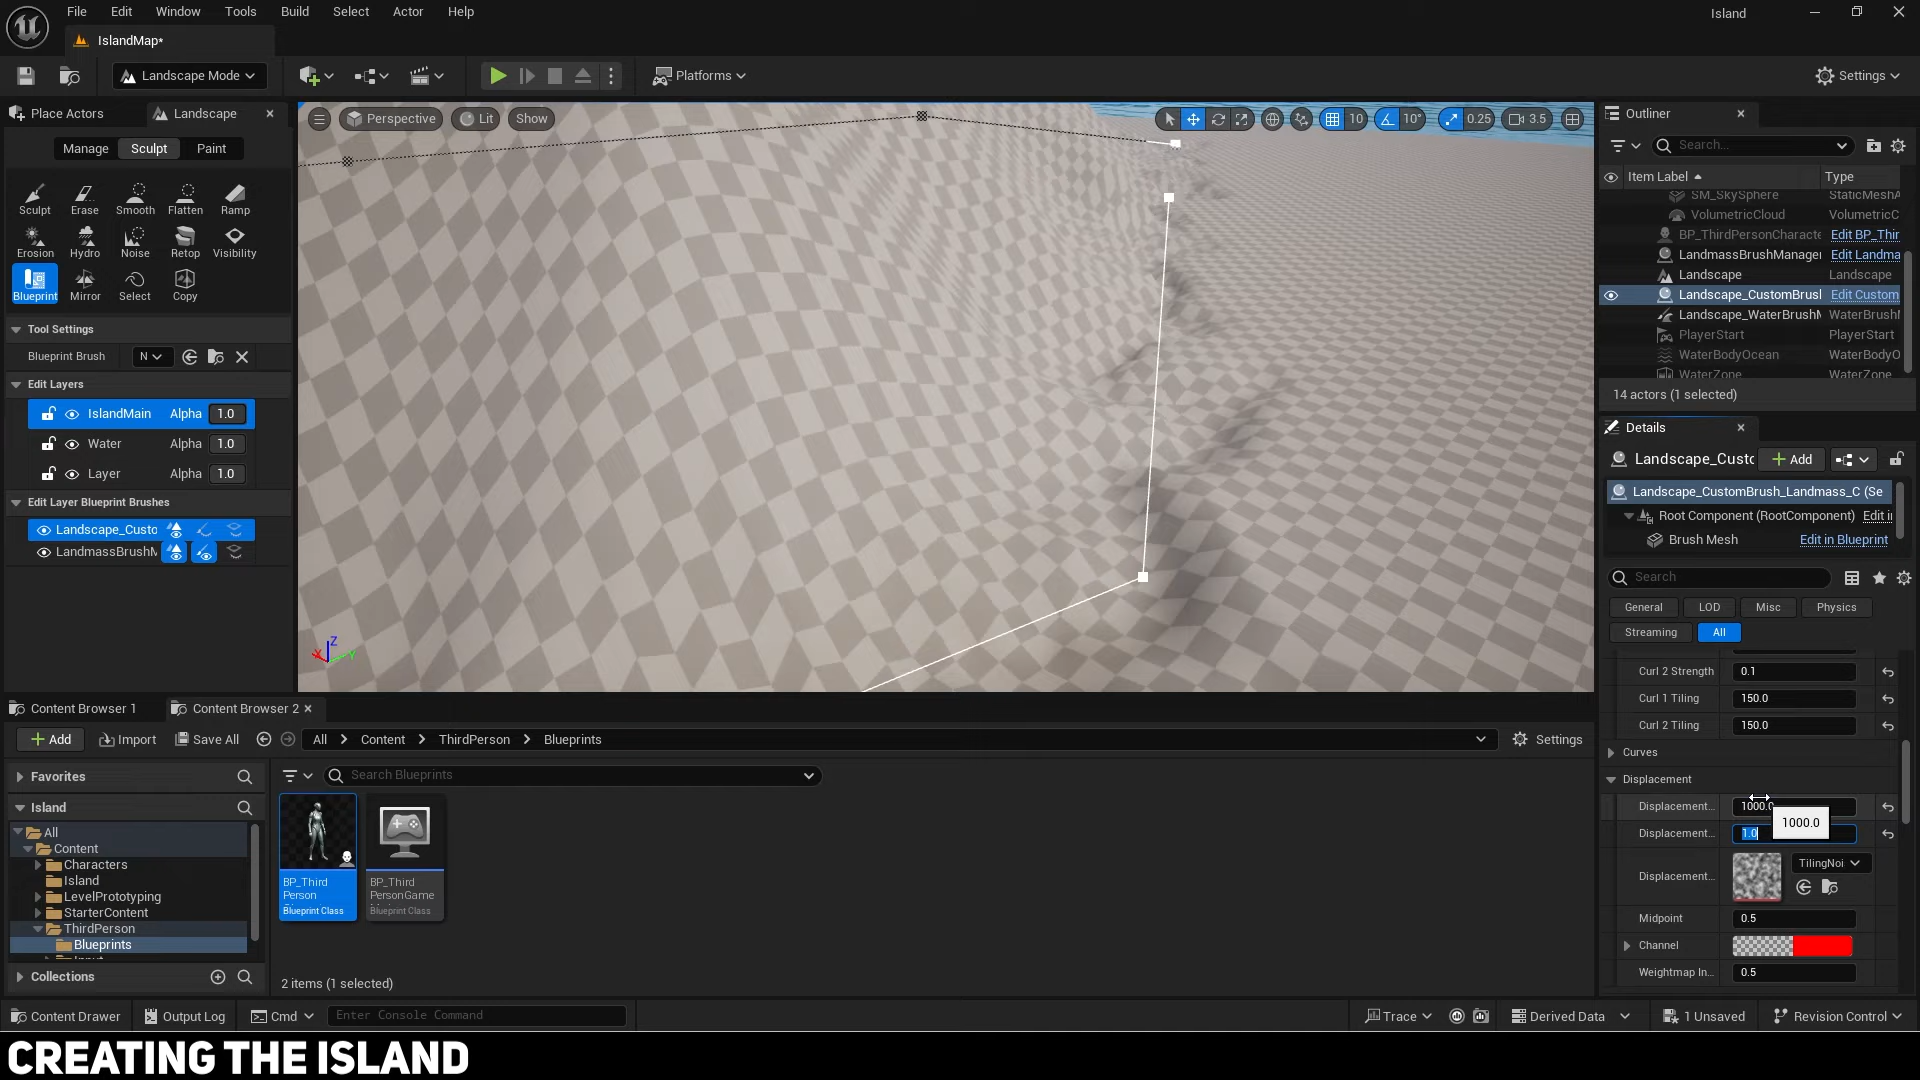 File Edit Window Tools Build Select Actor Help
Island
IslandMap*
Landscape Mode
Platforms
Settings
Place Actors
Landscape
Manage Sculpt Paint
Sculpt Erase Smooth Flatten Ramp
Erosion Hydro Noise Retop Visibility
Blueprint Mirror Select Copy
Tool Settings
Blueprint Brush N
Edit Layers
IslandMain Alpha 1.0
Water Alpha 1.0
Layer Alpha 1.0
Edit Layer Blueprint Brushes
Landscape_Custo
LandmassBrushM
Perspective Lit Show
10 10° 0.25 3.5
X Y Z
Outliner
Search...
Item Label Type
SM_SkySphere StaticMeshA
VolumetricCloud VolumetricC
BP_ThirdPersonCharacte Edit BP_Thir
LandmassBrushManager Edit Landma
Landscape Landscape
Landscape_CustomBrusl Edit Custom
Landscape_WaterBrushM WaterBrushM
PlayerStart PlayerStart
WaterBodyOcean WaterBodyO
WaterZone WaterZone
14 actors (1 selected)
Details
Landscape_Custo Add
Landscape_CustomBrush_Landmass_C (Se
Root Component (RootComponent) Edit in
Brush Mesh Edit in Blueprint
Search
General LOD Misc Physics
Streaming All
Curl 2 Strength 0.1
Curl 1 Tiling 150.0
Curl 2 Tiling 150.0
Curves
Displacement
Displacement... 1000.0
1000.0
Displacement... 1.0
Displacement... TilingNoi
Midpoint 0.5
Channel
Weightmap In... 0.5
Content Browser 1
Content Browser 2
Add Import Save All All Content ThirdPerson Blueprints Settings
Favorites
Search Blueprints
Island
All
Content
Characters
Island
LevelPrototyping
StarterContent
ThirdPerson
Blueprints
Input
Collections
BP_Third
Person
Blueprint Class
BP_Third
PersonGame
Blueprint Class
2 items (1 selected)
Content Drawer Output Log Cmd Enter Console Command Trace Derived Data 1 Unsaved Revision Control
CREATING THE ISLAND